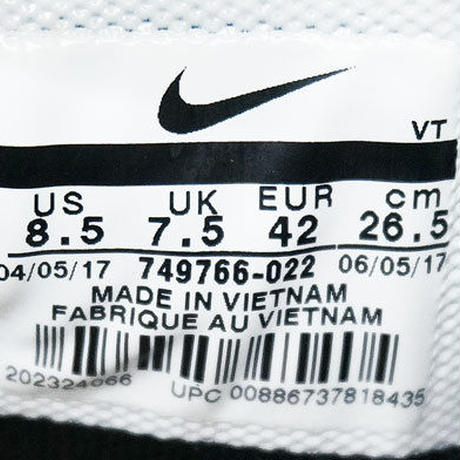 VT
US UK EUR cm
8.5 7.5 42 26.5
04/05/17 749766-022 06/05/17
MADE IN VIETNAM
FABRIQUE AU VIETNAM
202324066 UPC 00886737818435